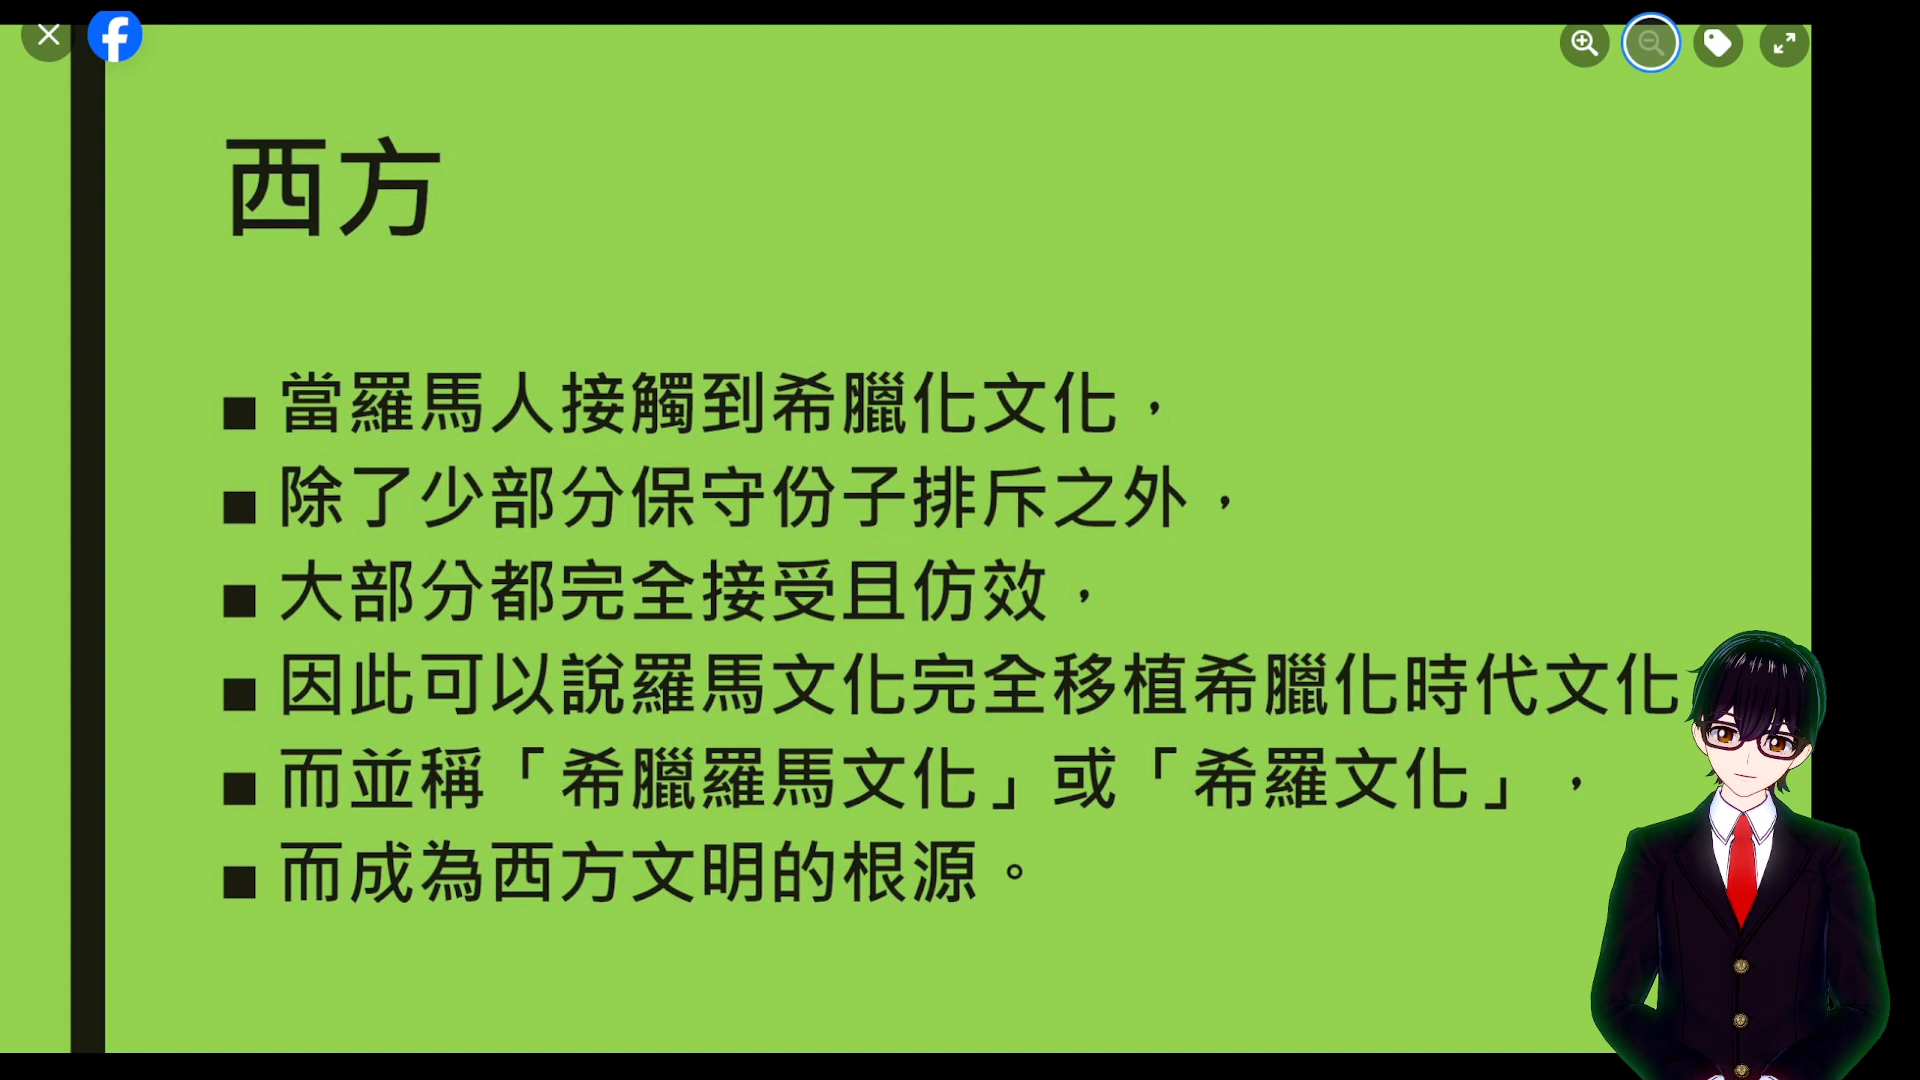 西方
■ 當羅馬人接觸到希臘化文化，
■ 除了少部分保守份子排斥之外，
■ 大部分都完全接受且仿效，
■ 因此可以說羅馬文化完全移植希臘化時代文化
■ 而並稱「希臘羅馬文化」或「希羅文化」，
■ 而成為西方文明的根源。